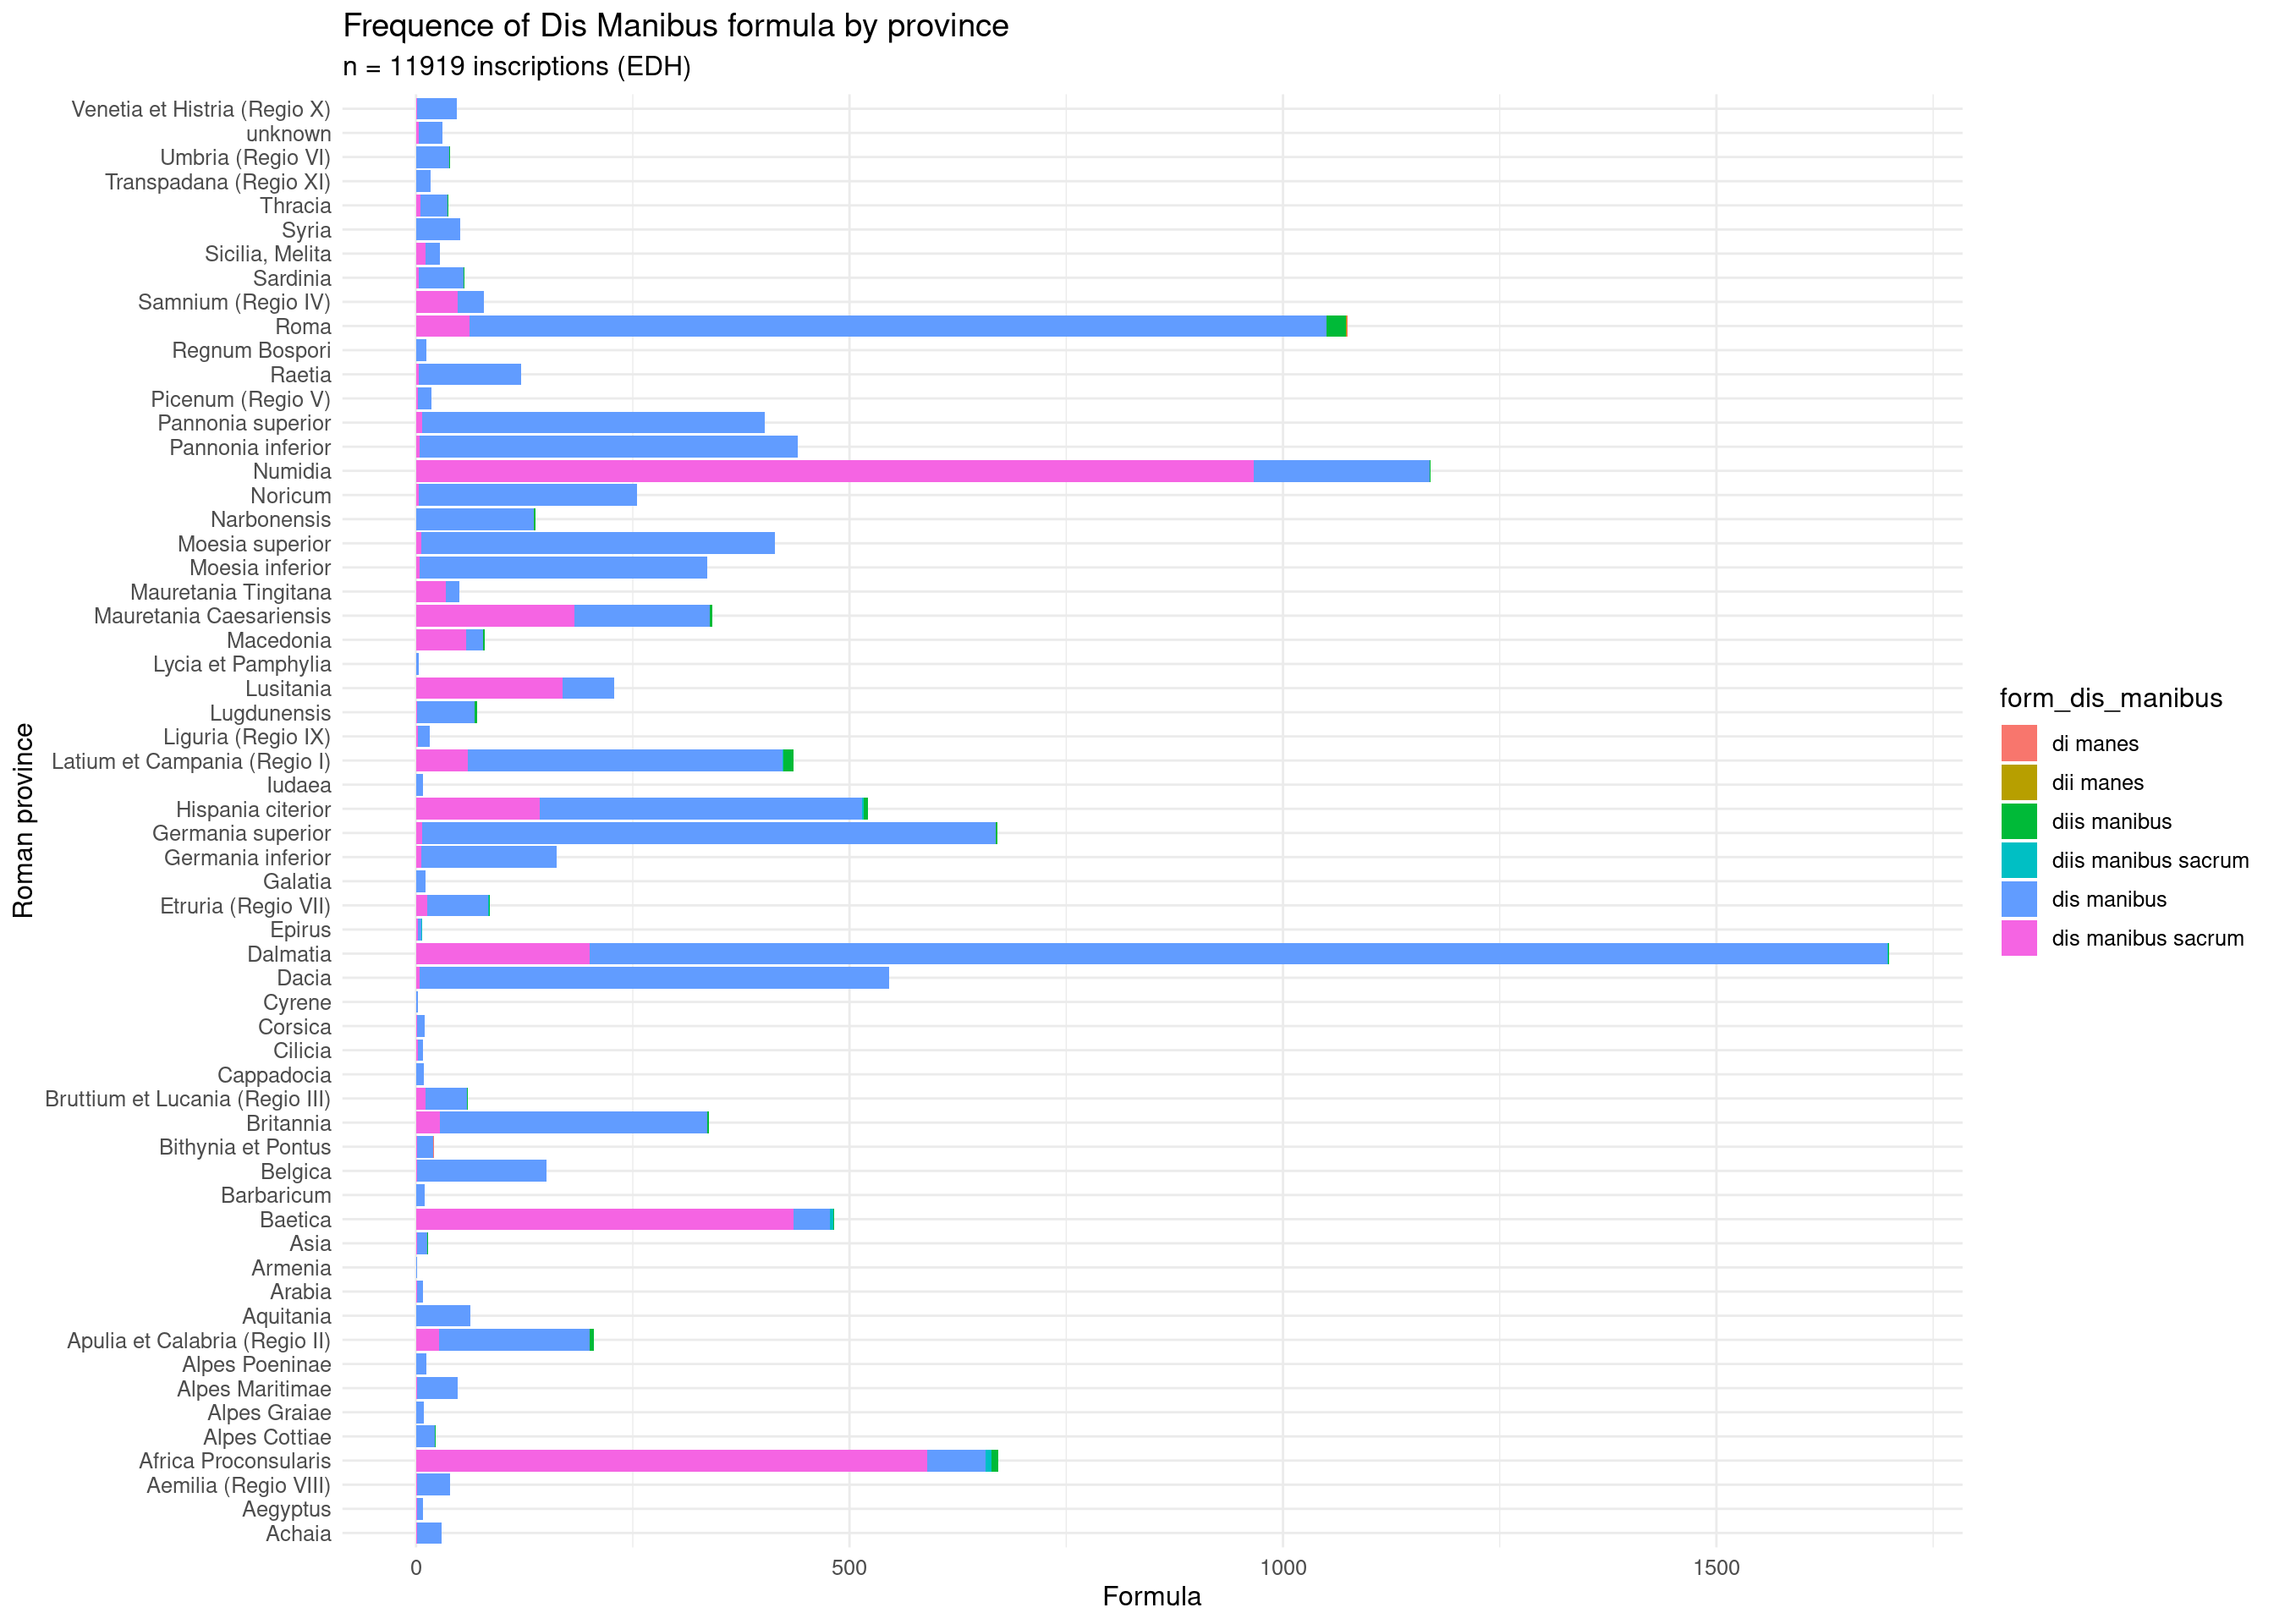 Frequence of Dis Manibus formula by province
n = 11919 inscriptions (EDH)
Roman province
Venetia et Histria (Regio X)
unknown
Umbria (Regio VI)
Transpadana (Regio XI)
Thracia
Syria
Sicilia, Melita
Sardinia
Samnium (Regio IV)
Roma
Regnum Bospori
Raetia
Picenum (Regio V)
Pannonia superior
Pannonia inferior
Numidia
Noricum
Narbonensis
Moesia superior
Moesia inferior
Mauretania Tingitana
Mauretania Caesariensis
Macedonia
Lycia et Pamphylia
Lusitania
Lugdunensis
Liguria (Regio IX)
Latium et Campania (Regio I)
Iudaea
Hispania citerior
Germania superior
Germania inferior
Galatia
Etruria (Regio VII)
Epirus
Dalmatia
Dacia
Cyrene
Corsica
Cilicia
Cappadocia
Bruttium et Lucania (Regio III)
Britannia
Bithynia et Pontus
Belgica
Barbaricum
Baetica
Asia
Armenia
Arabia
Aquitania
Apulia et Calabria (Regio II)
Alpes Poeninae
Alpes Maritimae
Alpes Graiae
Alpes Cottiae
Africa Proconsularis
Aemilia (Regio VIII)
Aegyptus
Achaia
0 500 1000 1500
Formula
form_dis_manibus
di manes
dii manes
diis manibus
diis manibus sacrum
dis manibus
dis manibus sacrum